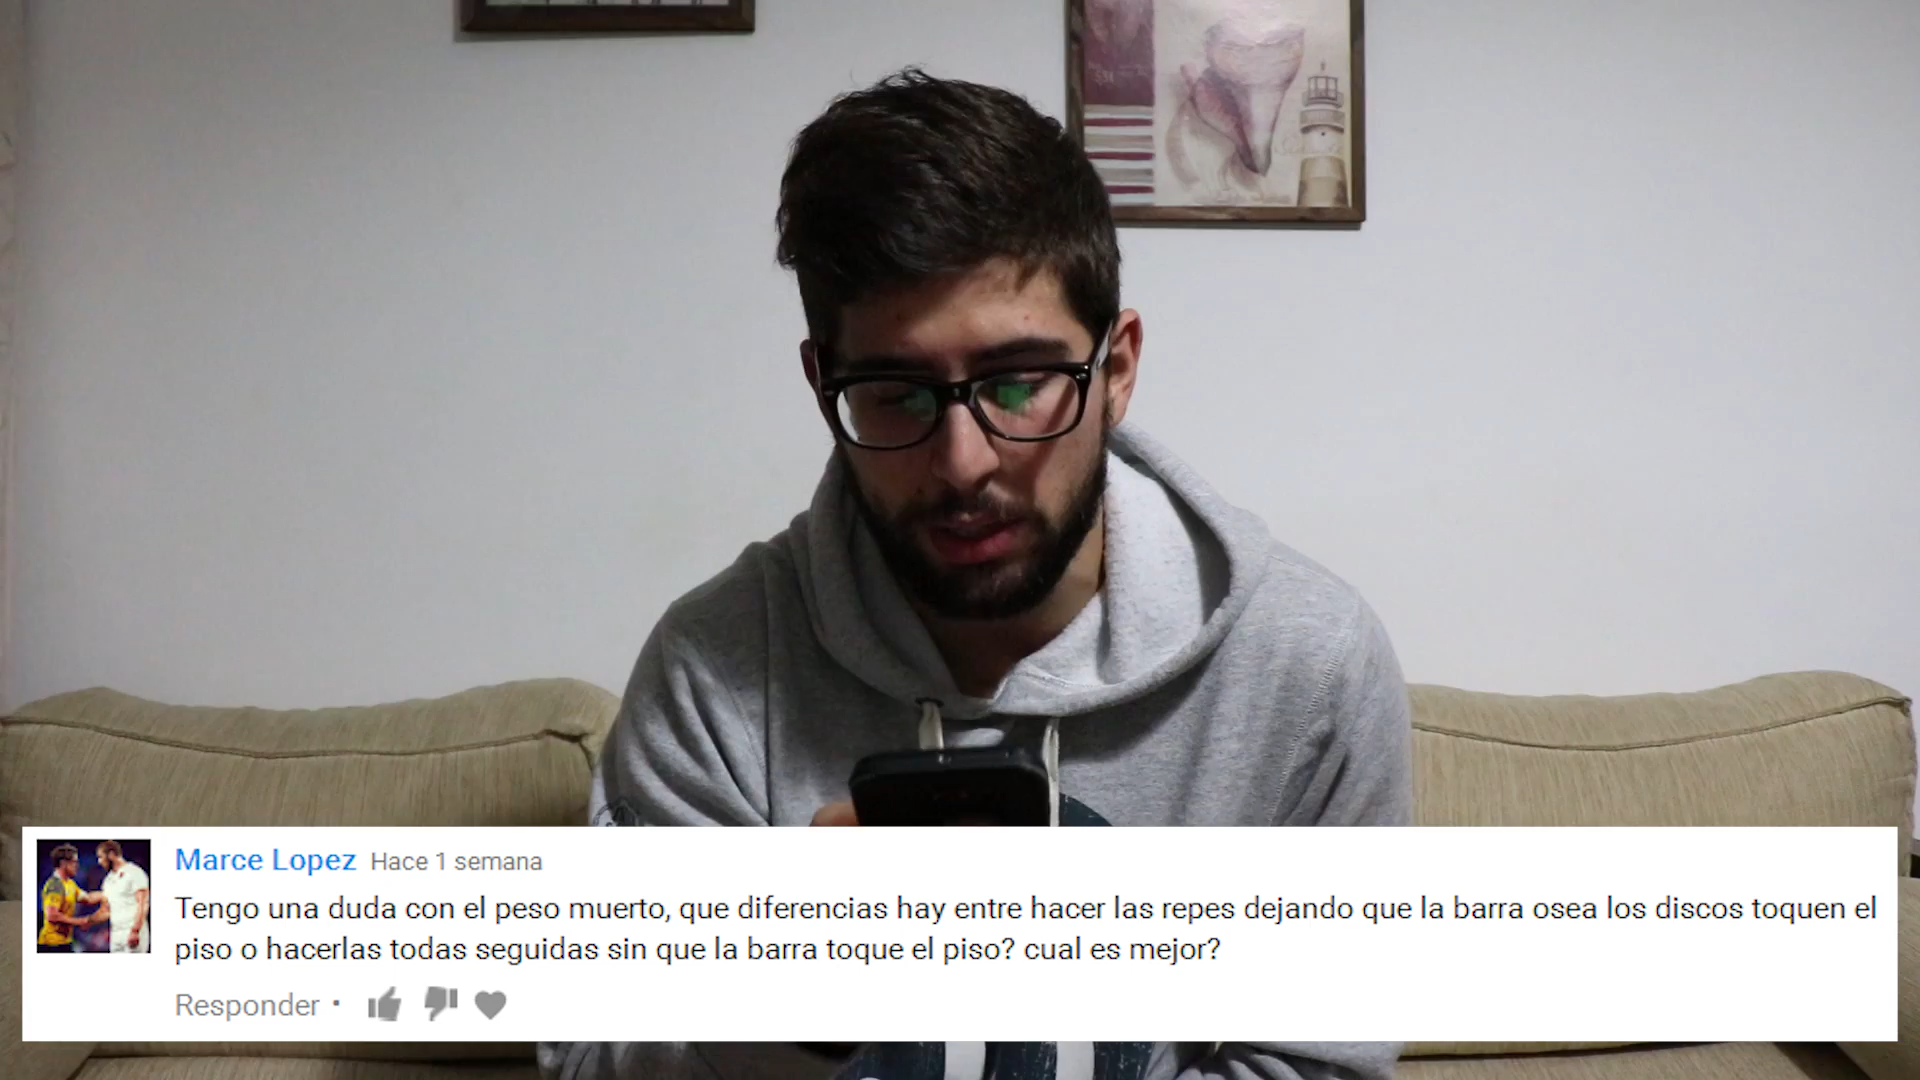 Marce Lopez Hace 1 semana
Tengo una duda con el peso muerto, que diferencias hay entre hacer las repes dejando que la barra osea los discos toquen el
piso o hacerlas todas seguidas sin que la barra toque el piso? cual es mejor?
Responder •